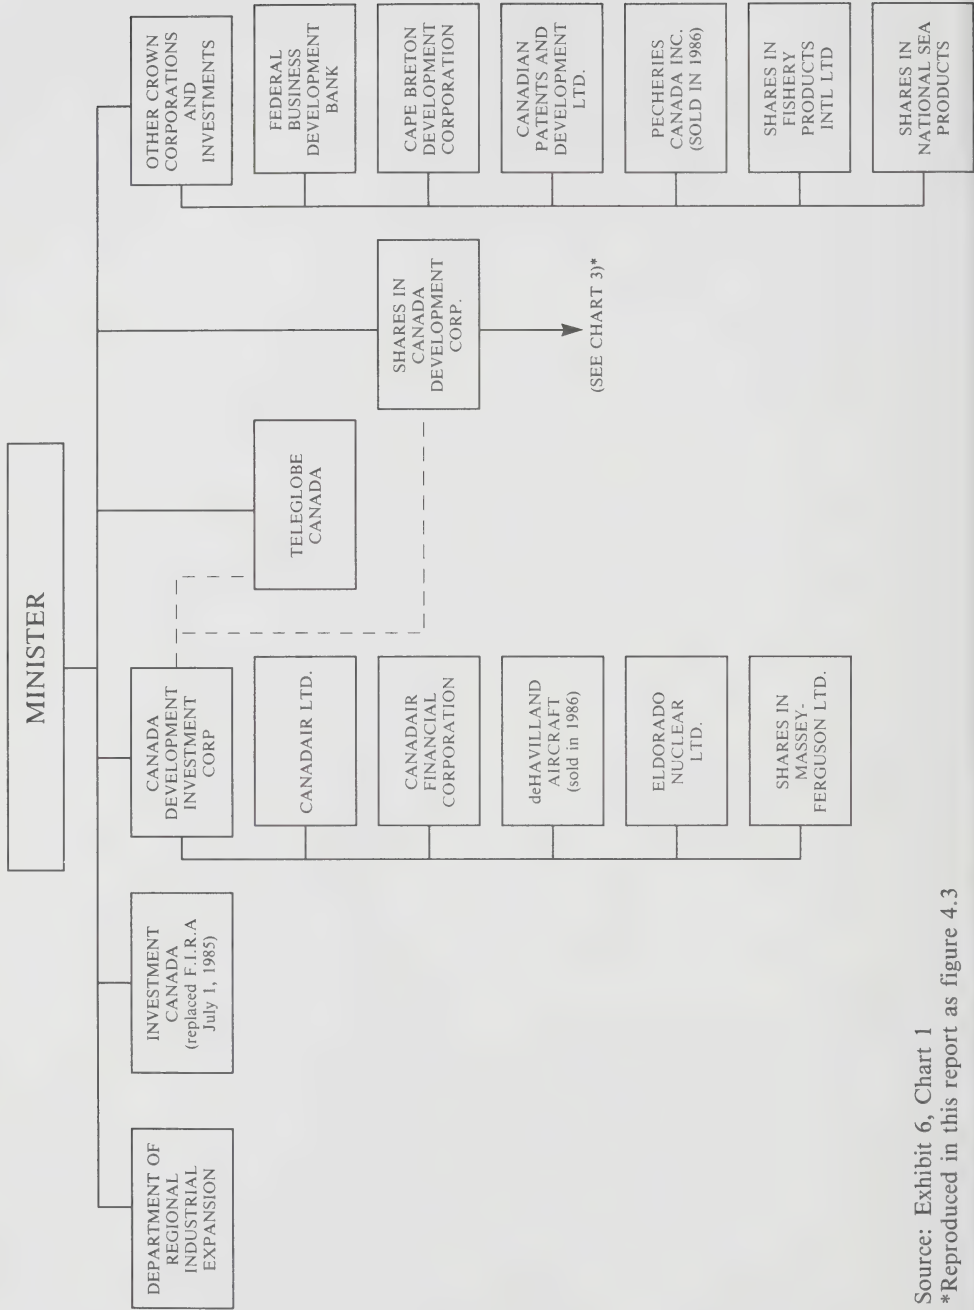 MINISTER
DEPARTMENT OF
REGIONAL
INDUSTRIAL
EXPANSION
INVESTMENT
CANADA
(replaced F.I.R.A
July 1, 1985)
CANADA
DEVELOPMENT
INVESTMENT
CORP
CANADAIR LTD.
CANADAIR
FINANCIAL
CORPORATION
deHAVILLAND
AIRCRAFT
(sold in 1986)
ELDORADO
NUCLEAR
LTD.
SHARES IN
MASSEY-
FERGUSON LTD.
TELEGLOBE
CANADA
SHARES IN
CANADA
DEVELOPMENT
CORP.
(SEE CHART 3)*
OTHER CROWN
CORPORATIONS
AND
INVESTMENTS
FEDERAL
BUSINESS
DEVELOPMENT
BANK
CAPE BRETON
DEVELOPMENT
CORPORATION
CANADIAN
PATENTS AND
DEVELOPMENT
LTD.
PECHERIES
CANADA INC.
(SOLD IN 1986)
SHARES IN
FISHERY
PRODUCTS
INTL LTD
SHARES IN
NATIONAL SEA
PRODUCTS
Source: Exhibit 6, Chart 1
*Reproduced in this report as figure 4.3